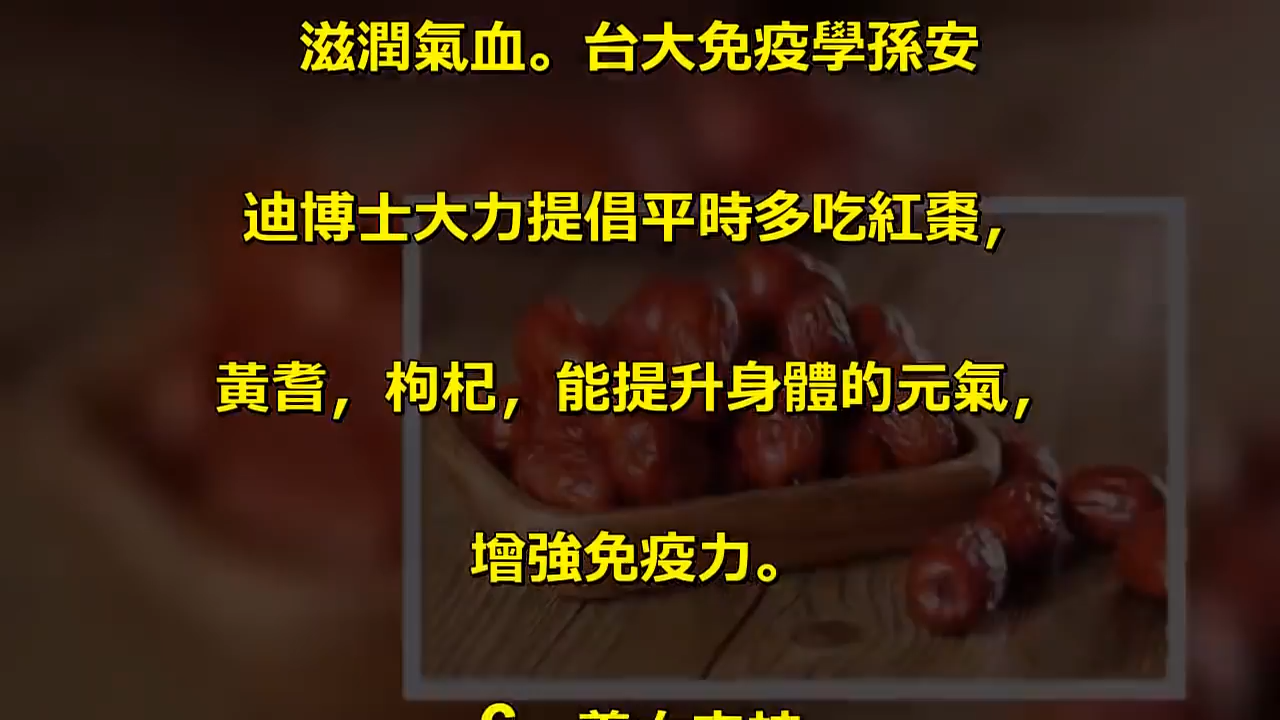 滋潤氣血。台大免疫學孫安
迪博士大力提倡平時多吃紅棗，
黃耆，枸杞，能提升身體的元氣，
增強免疫力。